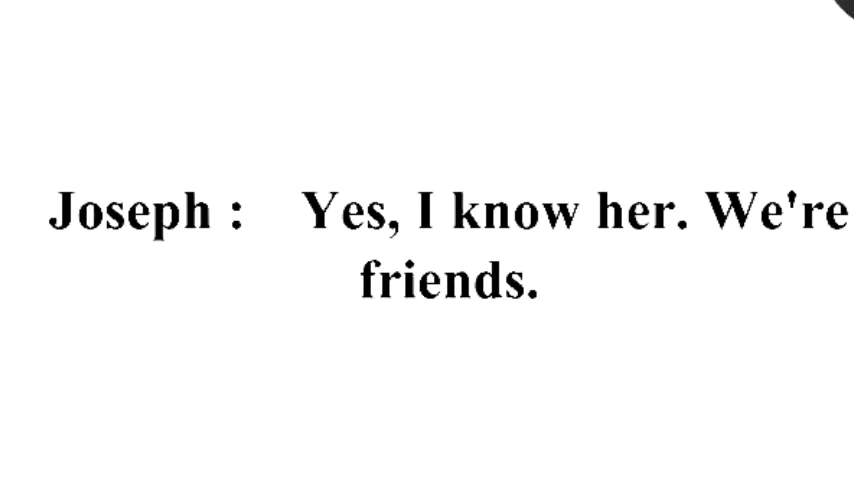 Joseph : Yes, I know her. We're
friends.